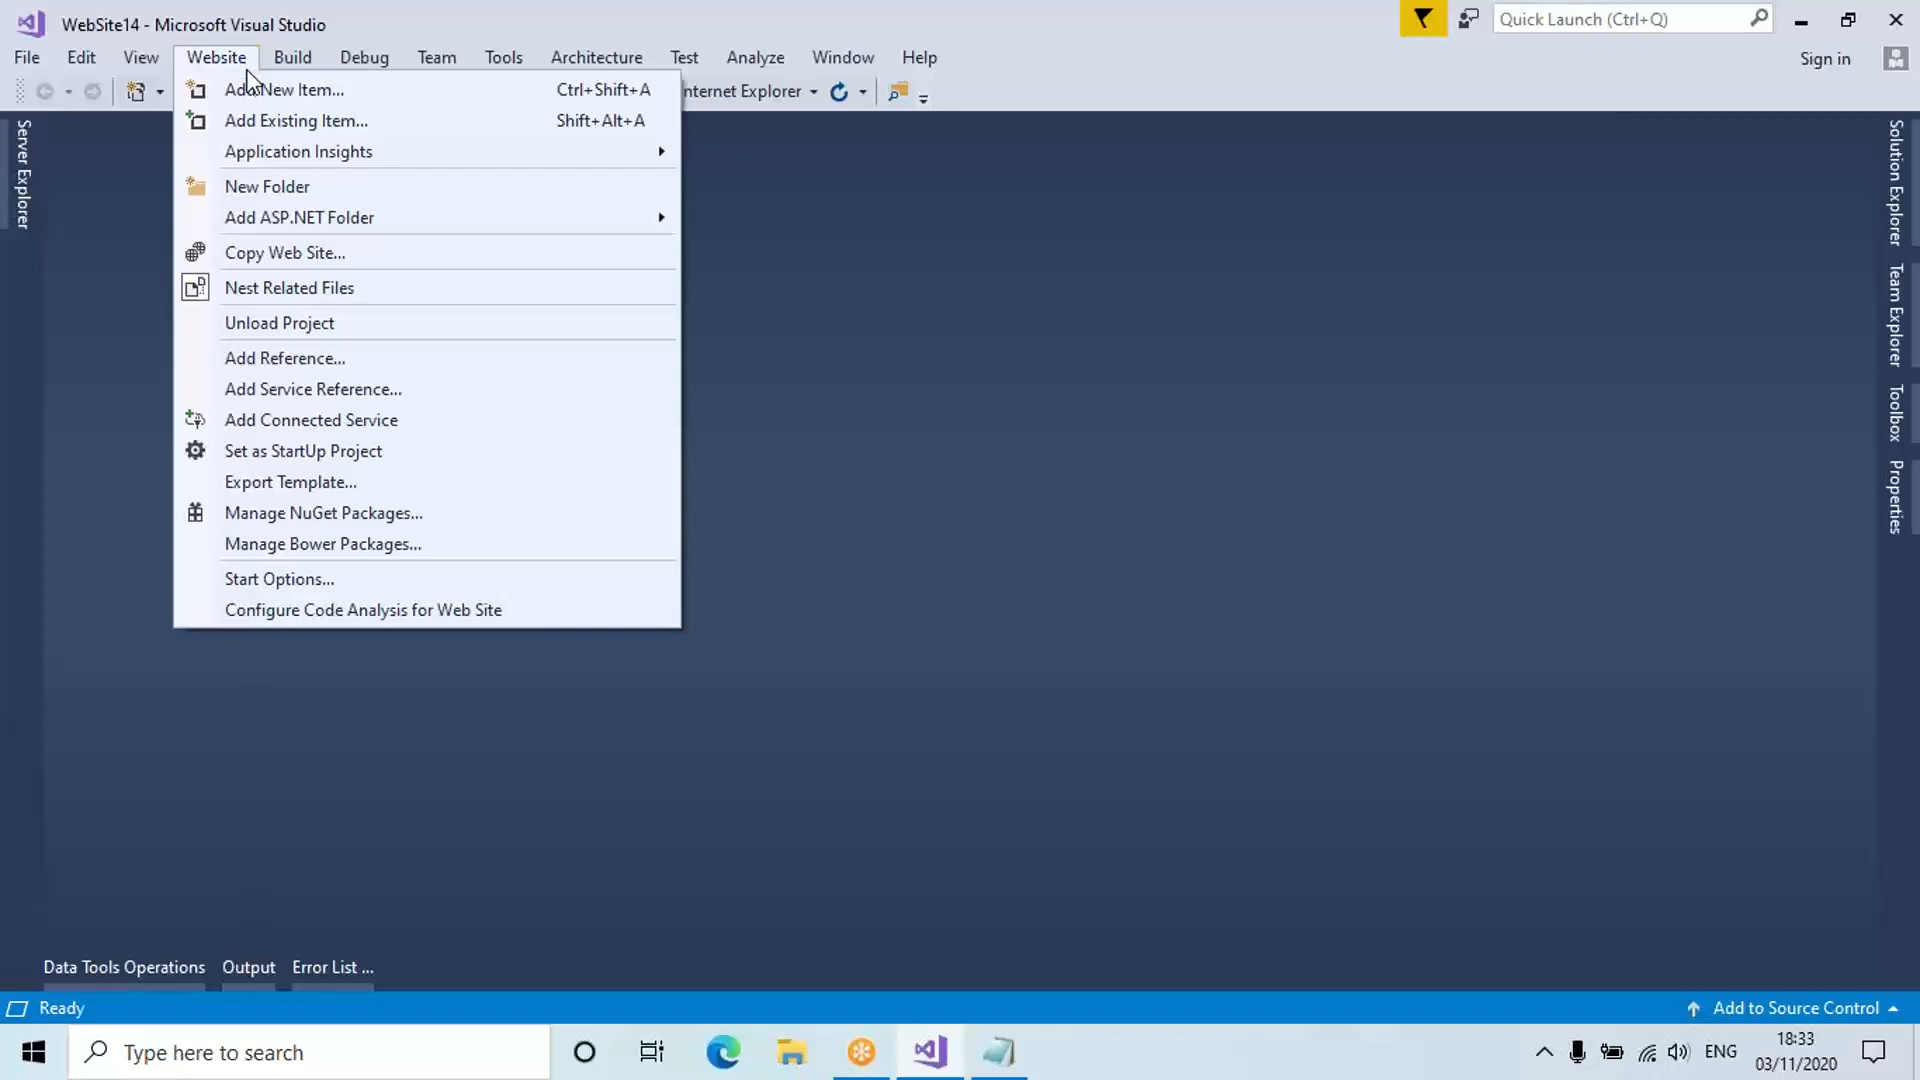 WebSite14 - Microsoft Visual Studio
Quick Launch (Ctrl+Q)
File Edit View Website Build Debug Team Tools Architecture Test Analyze Window Help
Sign in
nternet Explorer
Add New Item... Ctrl+Shift+A
Add Existing Item... Shift+Alt+A
Application Insights
New Folder
Add ASP.NET Folder
Copy Web Site...
Nest Related Files
Unload Project
Add Reference...
Add Service Reference...
Add Connected Service
Set as StartUp Project
Export Template...
Manage NuGet Packages...
Manage Bower Packages...
Start Options...
Configure Code Analysis for Web Site
Server Explorer
Solution Explorer
Team Explorer
Toolbox
Properties
Data Tools Operations Output Error List ...
Ready
Add to Source Control
Type here to search
ENG
18:33
03/11/2020